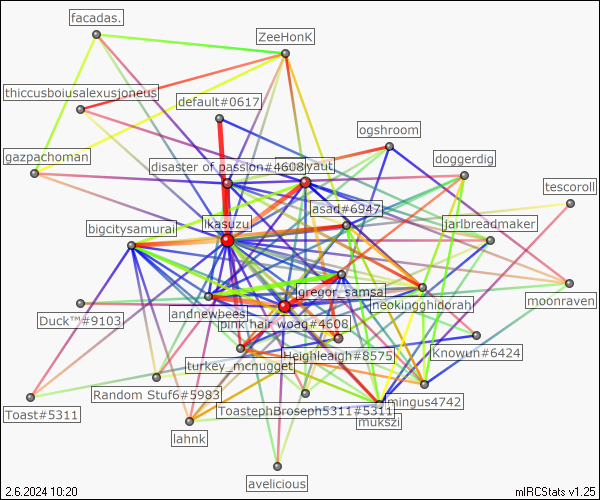 facadas.
ZeeHonK
thiccusboiusalexusjoneus
default#0617
ogshroom
gazpachoman
disaster of passion#4608
yaut
doggerdig
tescoroll
asad#6947
lkasuzu
bigcitysamurai
jarlbreadmaker
gregor_samsa
moonraven
andnewbees
neokingghidorah
Duck™#9103
pink hair woag#4608
Knowun#6424
Heighleaigh#8575
turkey_mcnugget
Random Stuf6#5983
mingus4742
Toast#5311
ToastephBroseph5311#5311
mukszi
lahnk
avelicious
2.6.2024 10:20
mIRCStats v1.25